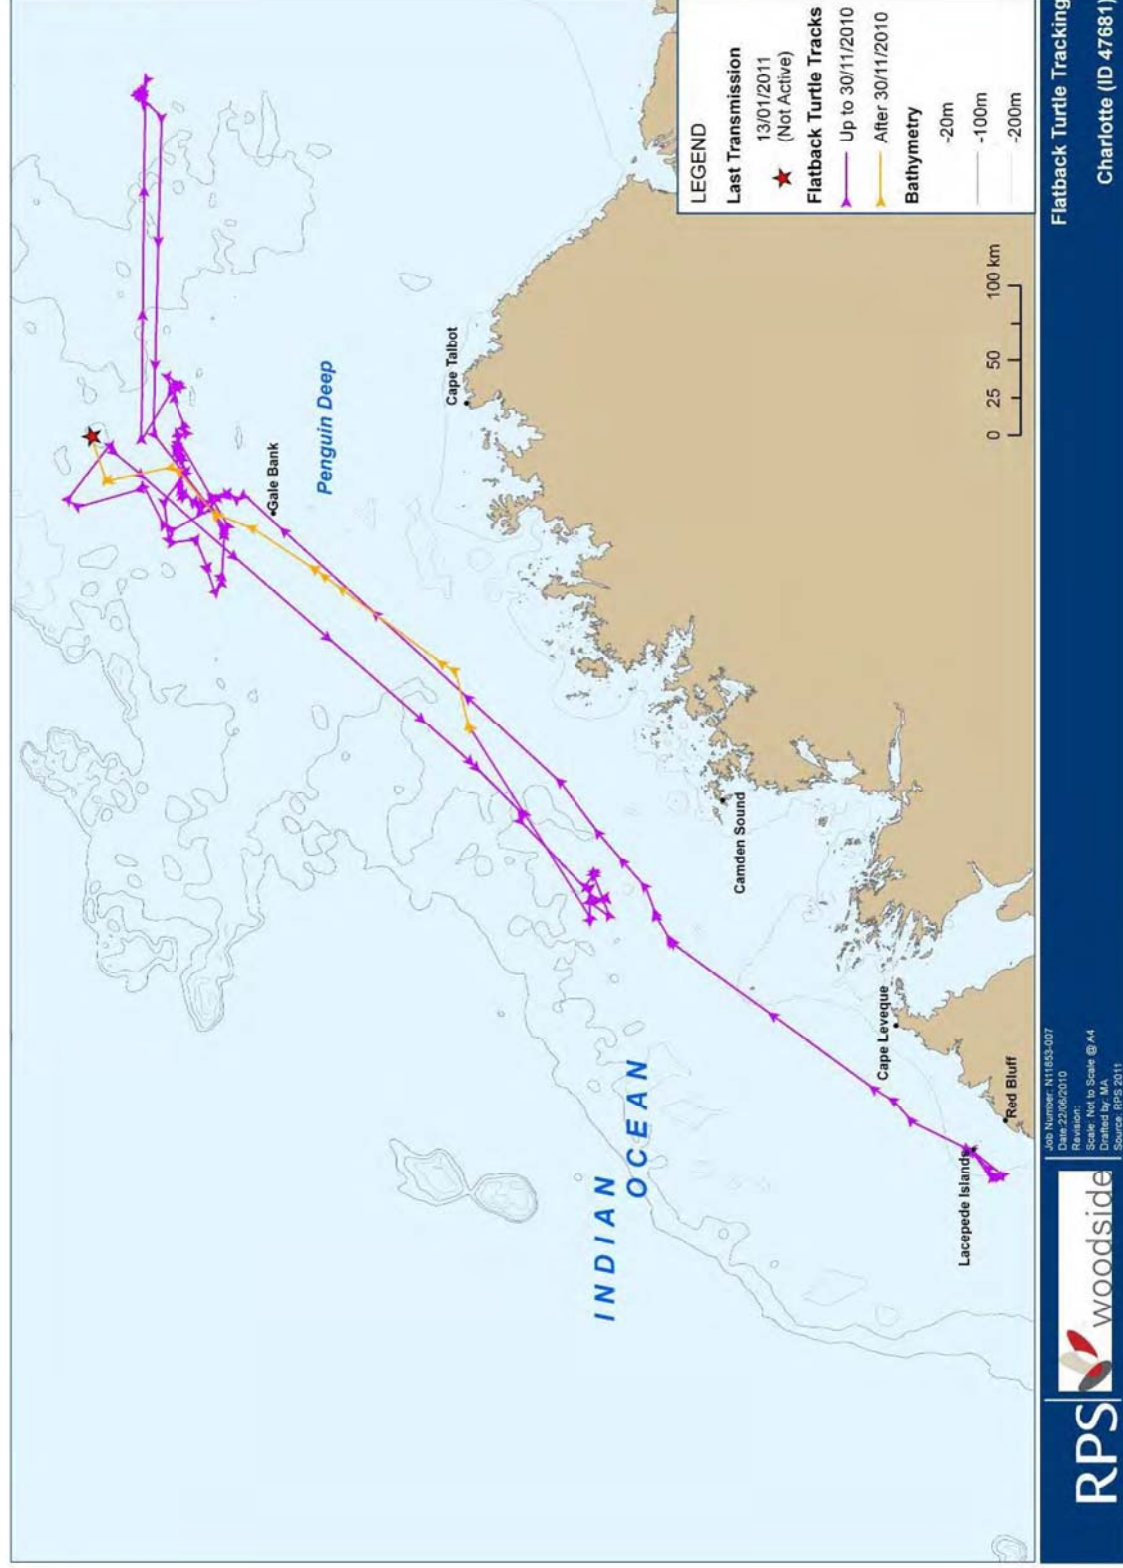 INDIAN
OCEAN
Penguin Deep
Gale Bank
Cape Talbot
Camden Sound
Cape Leveque
Lacepede Islands
Red Bluff
0 25 50 100 km
LEGEND
Last Transmission
13/01/2011
(Not Active)
Flatback Turtle Tracks
Up to 30/11/2010
After 30/11/2010
Bathymetry
-20m
-100m
-200m
RPS
woodside
Job Number: N11853-007
Date:22/06/2010
Revision:
Scale: Not to Scale @ A4
Drafted by: MA
Source: RPS 2011
Flatback Turtle Tracking
Charlotte (ID 47681)